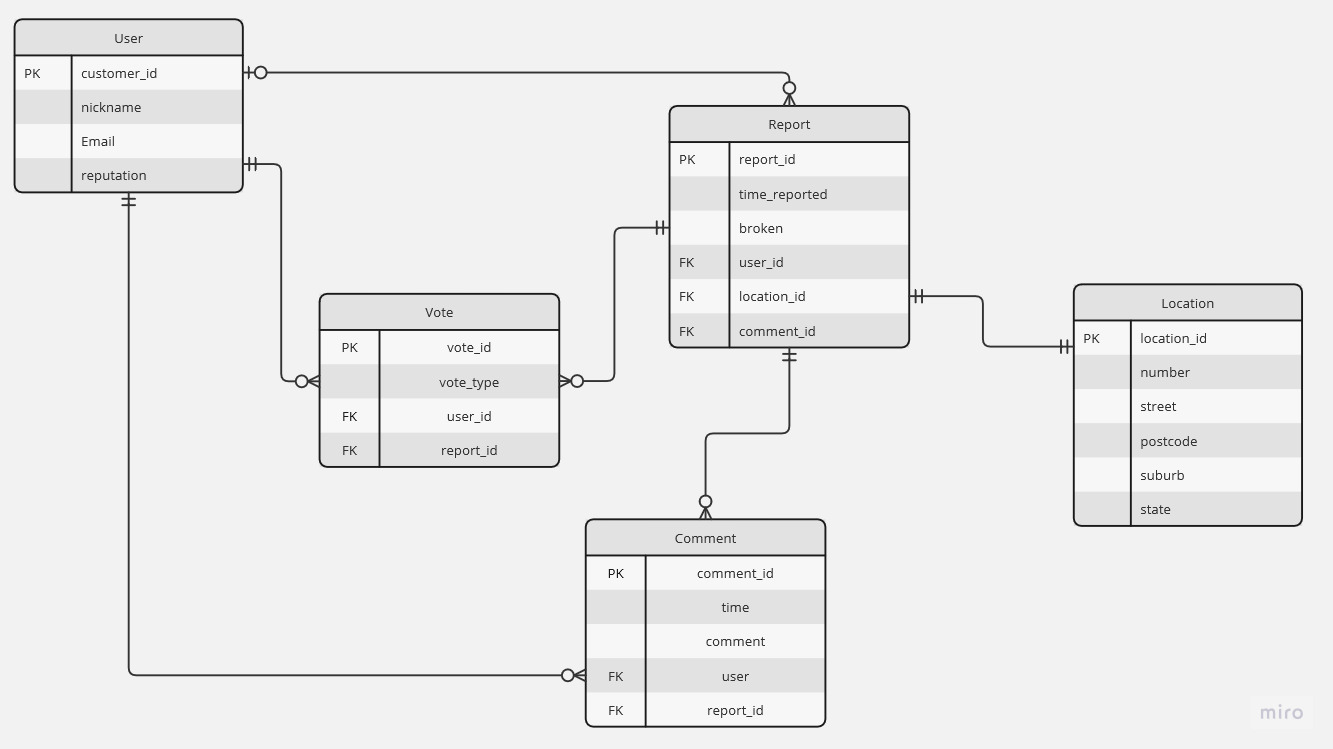 User
PK customer_id
nickname
Email
reputation
Report
PK report_id
time_reported
broken
FK user_id
FK location_id
FK comment_id
Vote
PK vote_id
vote_type
FK user_id
FK report_id
Location
PK location_id
number
street
postcode
suburb
state
Comment
PK comment_id
time
comment
FK user
FK report_id
miro